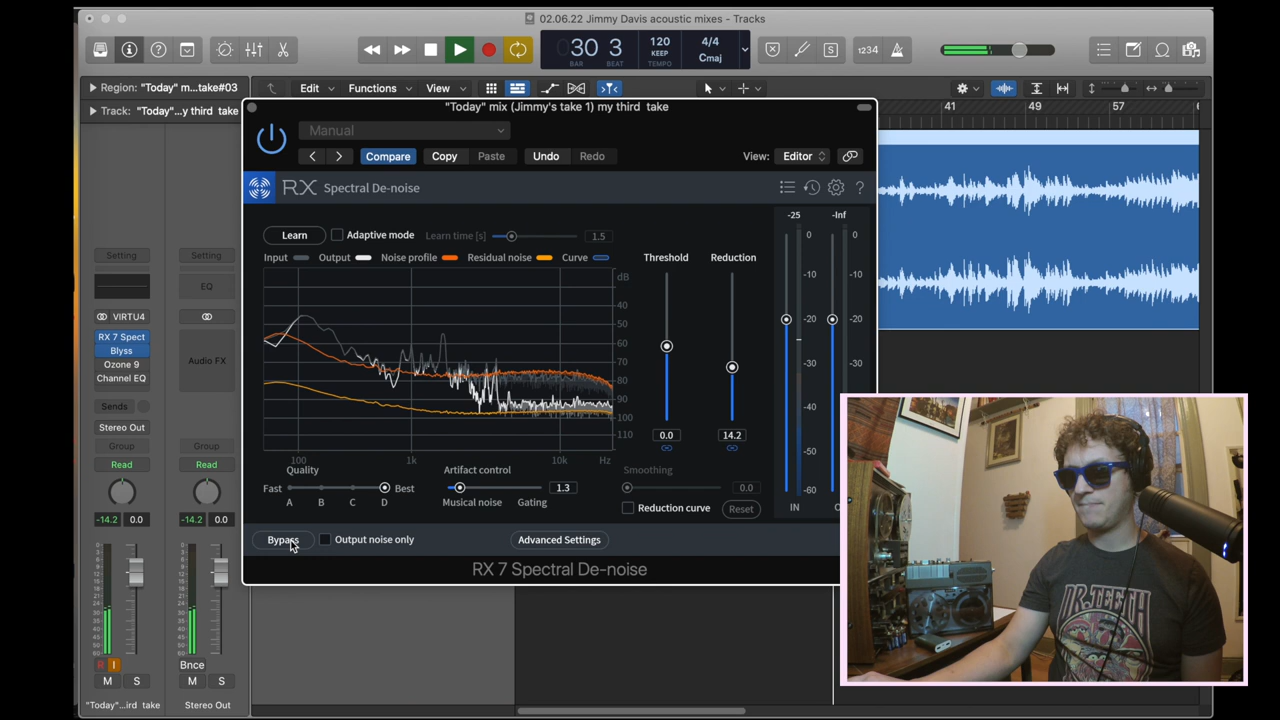 02.06.22 Jimmy Davis acoustic mixes - Tracks
30 3 120 4/4
BAR BEAT KEEP TEMPO Cmaj
S 1234
Region: "Today" m...take#03 Edit Functions View
Track: "Today"...y third take
41 49 57 6
"Today" mix (Jimmy's take 1) my third take
Manual
Compare Copy Paste Undo Redo View: Editor
RX Spectral De-noise ?
Learn Adaptive mode Learn time [s] 1.5
Input Output Noise profile Residual noise Curve Threshold Reduction
dB
40
50
60
70
80
90
100
110
100 1k 10k Hz
0.0 14.2
-25 -Inf
0 0
-10 -10
-20 -20
-30 -30
-40
-50
-60
IN O
Quality Artifact control Smoothing
Fast Best 1.3 0.0
A B C D Musical noise Gating
Reduction curve Reset
Bypass Output noise only Advanced Settings
RX 7 Spectral De-noise
Setting Setting
EQ
VIRTU4
RX 7 Spect
Blyss
Ozone 9
Channel EQ
Audio FX
Sends
Stereo Out
Group Group
Read Read
-14.2 0.0 -14.2 0.0
R I Bnce
M S M S
"Today"...ird take Stereo Out
DR. TEETH